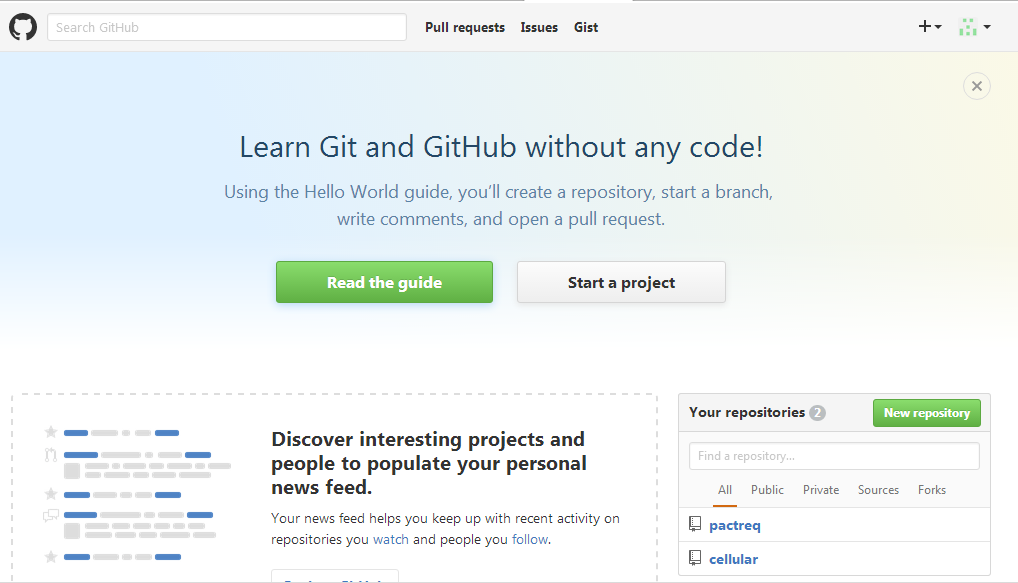 Search GitHub
Pull requests Issues Gist
Learn Git and GitHub without any code!
Using the Hello World guide, you’ll create a repository, start a branch,
write comments, and open a pull request.
Read the guide
Start a project
Discover interesting projects and
people to populate your personal
news feed.
Your news feed helps you keep up with recent activity on
repositories you watch and people you follow.
Your repositories 2
New repository
Find a repository...
All Public Private Sources Forks
pactreq
cellular